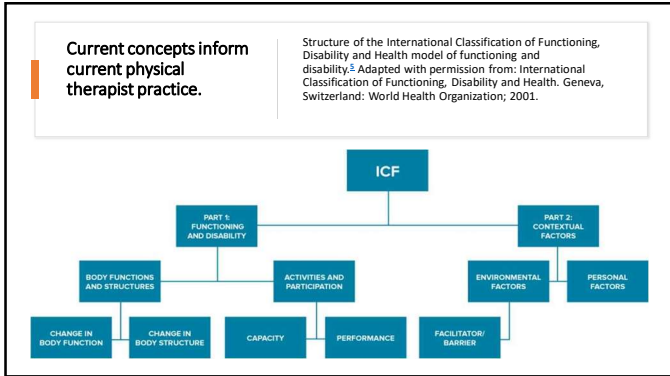 Current concepts inform
current physical
therapist practice.
Structure of the International Classification of Functioning,
Disability and Health model of functioning and
disability.5 Adapted with permission from: International
Classification of Functioning, Disability and Health. Geneva,
Switzerland: World Health Organization; 2001.
ICF
PART 1:
FUNCTIONING
AND DISABILITY
PART 2:
CONTEXTUAL
FACTORS
BODY FUNCTIONS
AND STRUCTURES
ACTIVITIES AND
PARTICIPATION
ENVIRONMENTAL
FACTORS
PERSONAL
FACTORS
CHANGE IN
BODY FUNCTION
CHANGE IN
BODY STRUCTURE
CAPACITY
PERFORMANCE
FACILITATOR/
BARRIER